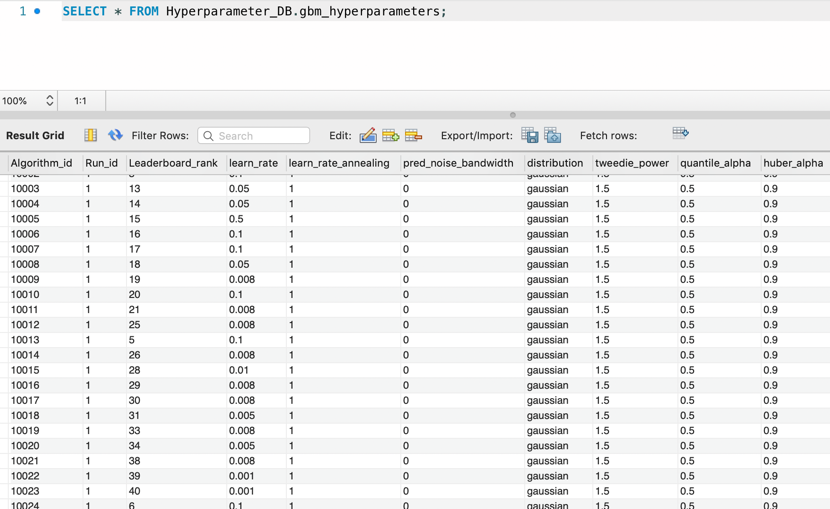 1 SELECT * FROM Hyperparameter_DB.gbm_hyperparameters;
100% 1:1
Result Grid Filter Rows: Search Edit: Export/Import: Fetch rows:
Algorithm_id Run_id Leaderboard_rank learn_rate learn_rate_annealing pred_noise_bandwidth distribution tweedie_power quantile_alpha huber_alpha
10003 1 13 0.05 1 0 gaussian 1.5 0.5 0.9
10004 1 14 0.05 1 0 gaussian 1.5 0.5 0.9
10005 1 15 0.5 1 0 gaussian 1.5 0.5 0.9
10006 1 16 0.1 1 0 gaussian 1.5 0.5 0.9
10007 1 17 0.1 1 0 gaussian 1.5 0.5 0.9
10008 1 18 0.05 1 0 gaussian 1.5 0.5 0.9
10009 1 19 0.008 1 0 gaussian 1.5 0.5 0.9
10010 1 20 0.1 1 0 gaussian 1.5 0.5 0.9
10011 1 21 0.008 1 0 gaussian 1.5 0.5 0.9
10012 1 25 0.008 1 0 gaussian 1.5 0.5 0.9
10013 1 5 0.1 1 0 gaussian 1.5 0.5 0.9
10014 1 26 0.008 1 0 gaussian 1.5 0.5 0.9
10015 1 28 0.01 1 0 gaussian 1.5 0.5 0.9
10016 1 29 0.008 1 0 gaussian 1.5 0.5 0.9
10017 1 30 0.008 1 0 gaussian 1.5 0.5 0.9
10018 1 31 0.005 1 0 gaussian 1.5 0.5 0.9
10019 1 33 0.008 1 0 gaussian 1.5 0.5 0.9
10020 1 34 0.005 1 0 gaussian 1.5 0.5 0.9
10021 1 38 0.008 1 0 gaussian 1.5 0.5 0.9
10022 1 39 0.001 1 0 gaussian 1.5 0.5 0.9
10023 1 40 0.001 1 0 gaussian 1.5 0.5 0.9
10024 1 6 0.1 1 0 gaussian 1.5 0.5 0.9